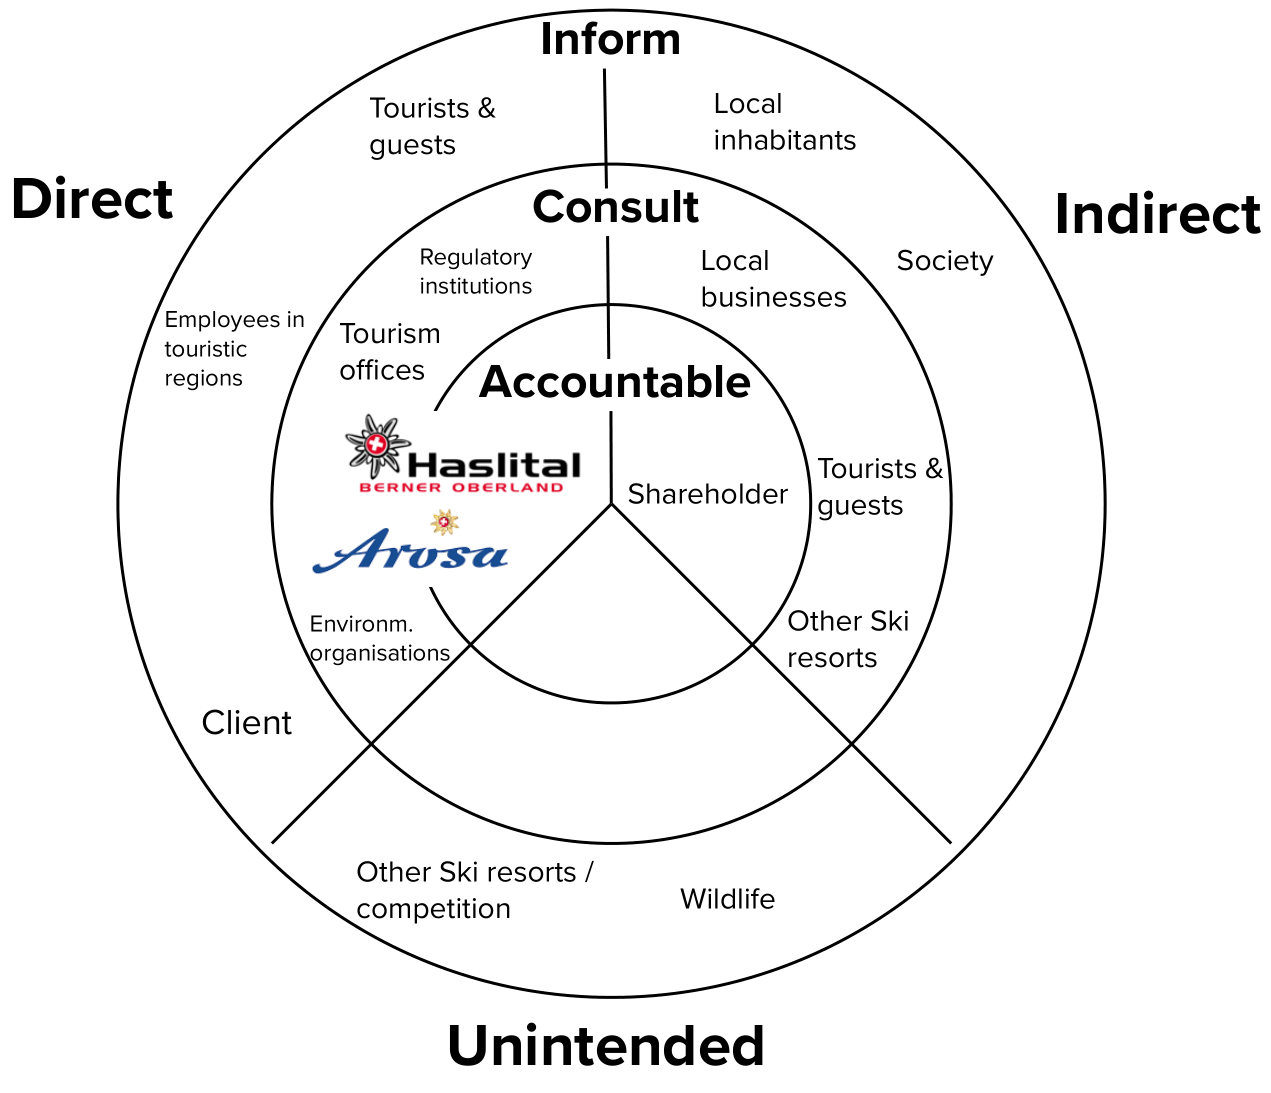 Inform
Tourists &
guests
Local
inhabitants
Direct
Indirect
Consult
Regulatory
institutions
Local
businesses
Society
Employees in
touristic
regions
Tourism
offices
Accountable
Haslital
BERNER OBERLAND
Arosa
Shareholder
Tourists &
guests
Environm.
organisations
Other Ski
resorts
Client
Other Ski resorts /
competition
Wildlife
Unintended